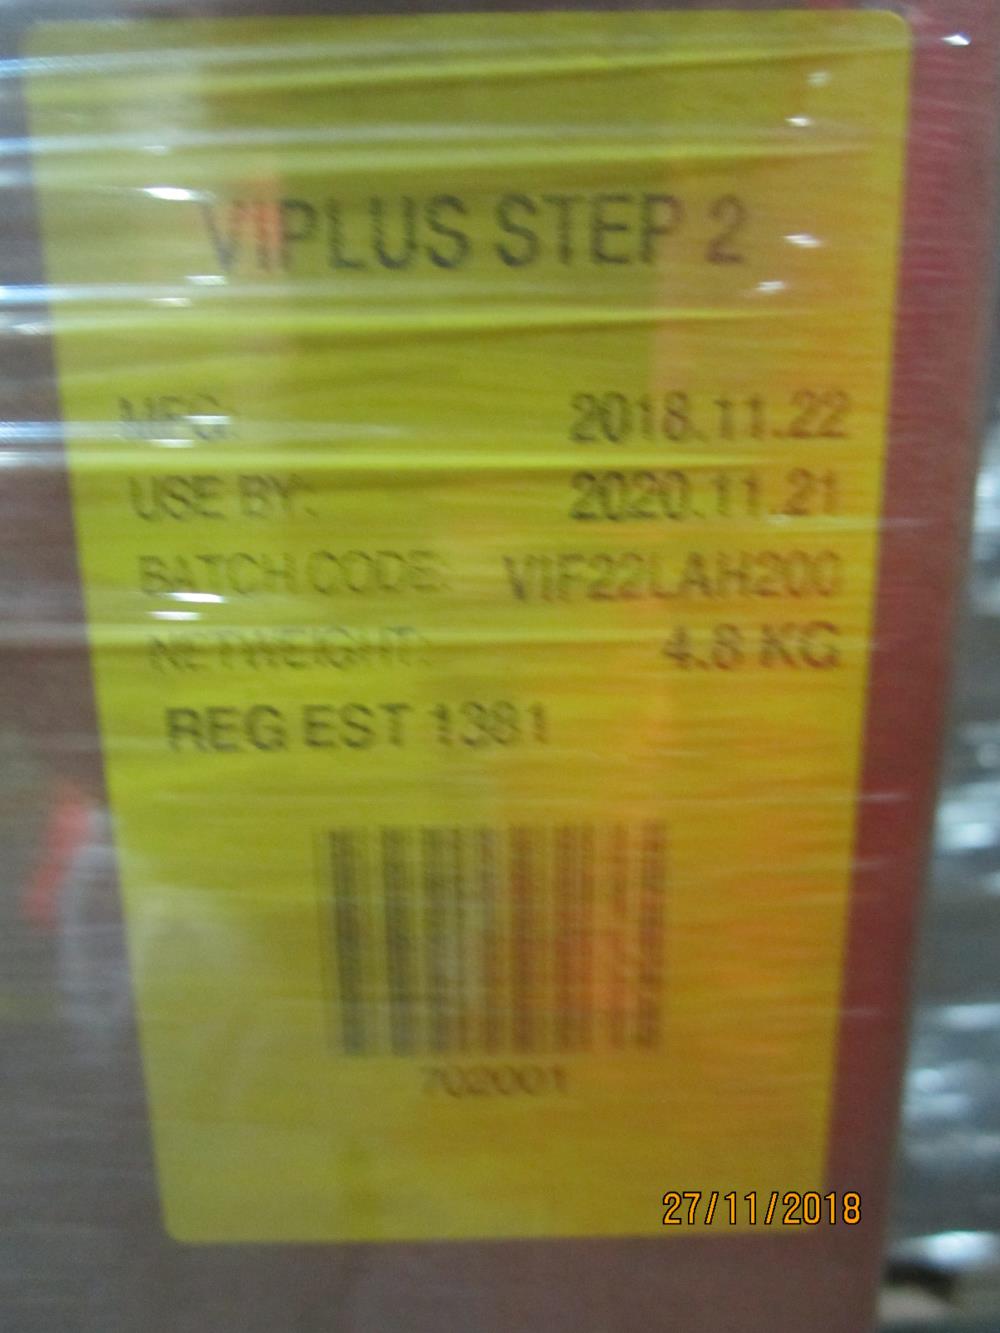 VIPLUS STEP 2
MFG: 2018.11.22
USE BY: 2020.11.21
BATCH CODE: VIF22LAH200
NETWEIGHT: 4.8 KG
REG EST 1381
702001
27/11/2018